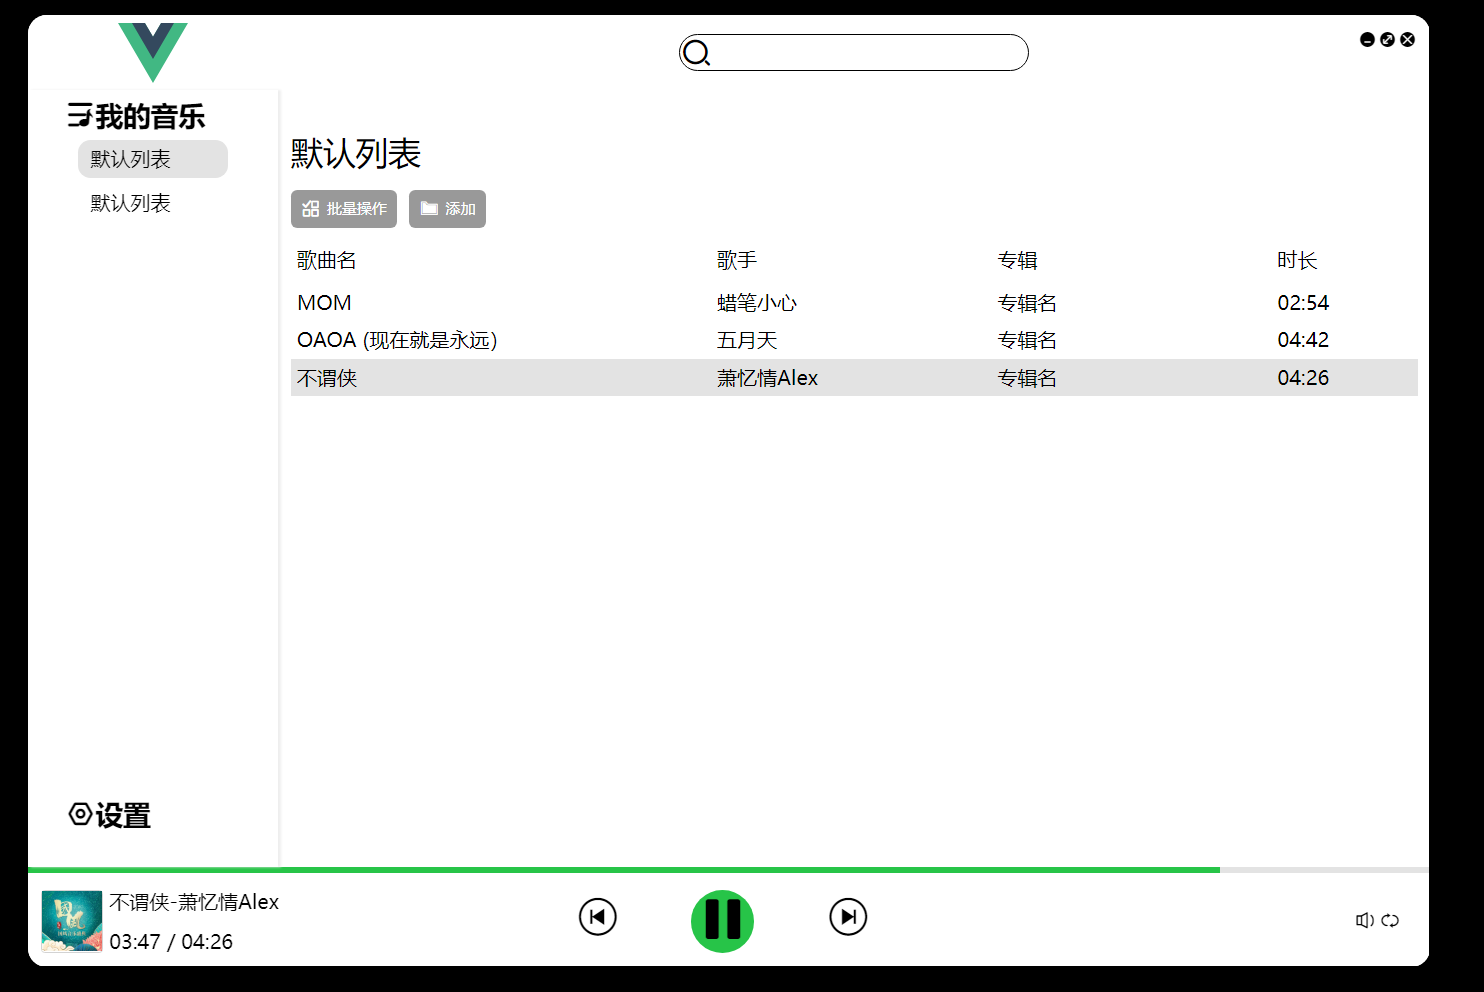 我的音乐
默认列表
默认列表
默认列表
批量操作 添加
歌曲名 歌手 专辑 时长
MOM 蜡笔小心 专辑名 02:54
OAOA (现在就是永远) 五月天 专辑名 04:42
不谓侠 萧忆情Alex 专辑名 04:26
设置
不谓侠-萧忆情Alex
03:47 / 04:26